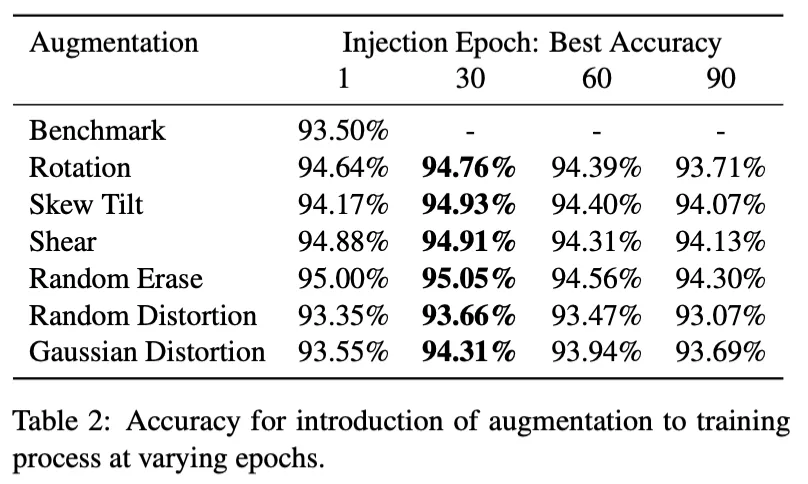 Augmentation Injection Epoch: Best Accuracy
1 30 60 90
Benchmark 93.50% - - -
Rotation 94.64% 94.76% 94.39% 93.71%
Skew Tilt 94.17% 94.93% 94.40% 94.07%
Shear 94.88% 94.91% 94.31% 94.13%
Random Erase 95.00% 95.05% 94.56% 94.30%
Random Distortion 93.35% 93.66% 93.47% 93.07%
Gaussian Distortion 93.55% 94.31% 93.94% 93.69%
Table 2: Accuracy for introduction of augmentation to training
process at varying epochs.